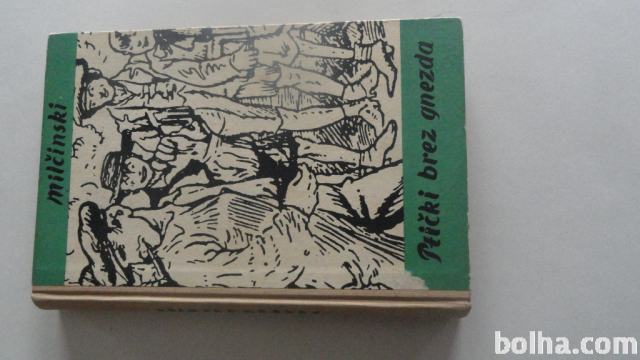 milčinski
Ptički brez gnezda
bolha.com